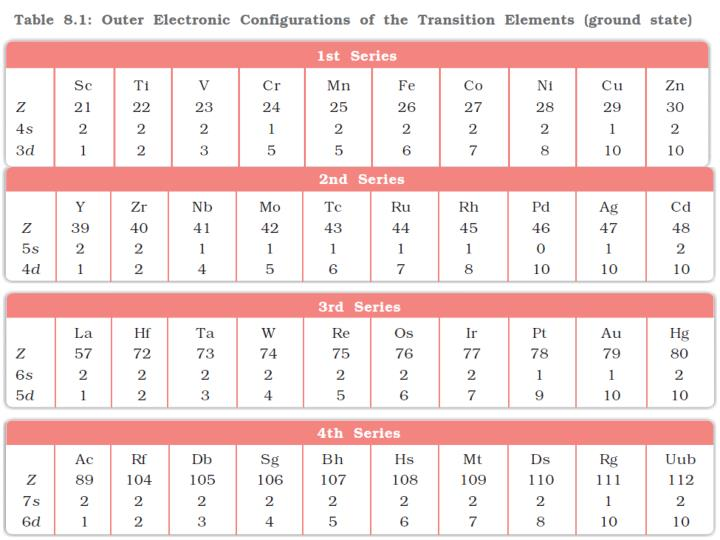 Table 8.1: Outer Electronic Configurations of the Transition Elements (ground state)
1st Series
Sc Ti V Cr Mn Fe Co Ni Cu Zn
Z 21 22 23 24 25 26 27 28 29 30
4s 2 2 2 1 2 2 2 2 1 2
3d 1 2 3 5 5 6 7 8 10 10
2nd Series
Y Zr Nb Mo Tc Ru Rh Pd Ag Cd
Z 39 40 41 42 43 44 45 46 47 48
5s 2 2 1 1 1 1 1 0 1 2
4d 1 2 4 5 6 7 8 10 10 10
3rd Series
La Hf Ta W Re Os Ir Pt Au Hg
Z 57 72 73 74 75 76 77 78 79 80
6s 2 2 2 2 2 2 2 1 1 2
5d 1 2 3 4 5 6 7 9 10 10
4th Series
Ac Rf Db Sg Bh Hs Mt Ds Rg Uub
Z 89 104 105 106 107 108 109 110 111 112
7s 2 2 2 2 2 2 2 2 1 2
6d 1 2 3 4 5 6 7 8 10 10